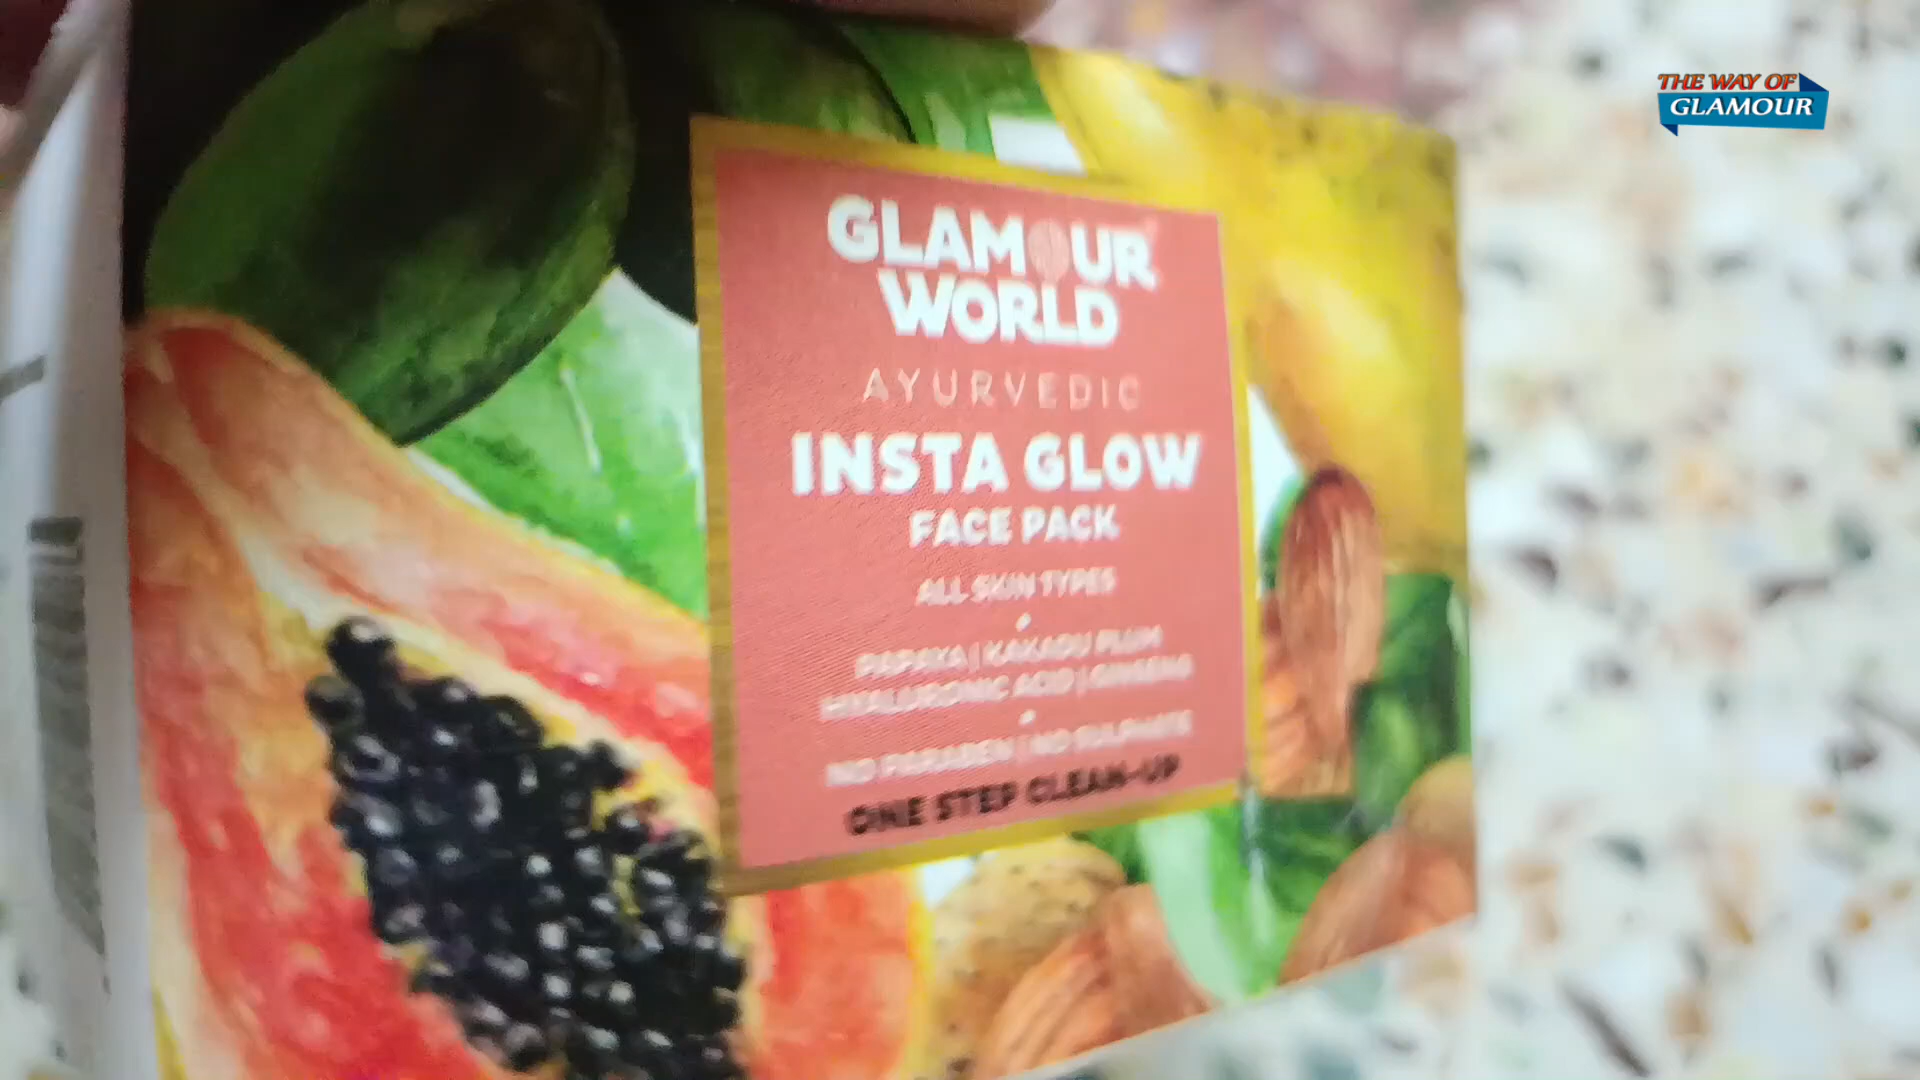 THE WAY OF
GLAMOUR
GLAMOUR
WORLD
AYURVEDIC
INSTA GLOW
FACE PACK
ALL SKIN TYPES
PAPAYA | KAKADU PLUM
HYALURONIC ACID | GINSENG
NO PARABEN | NO SULPHATE
ONE STEP CLEAN-UP